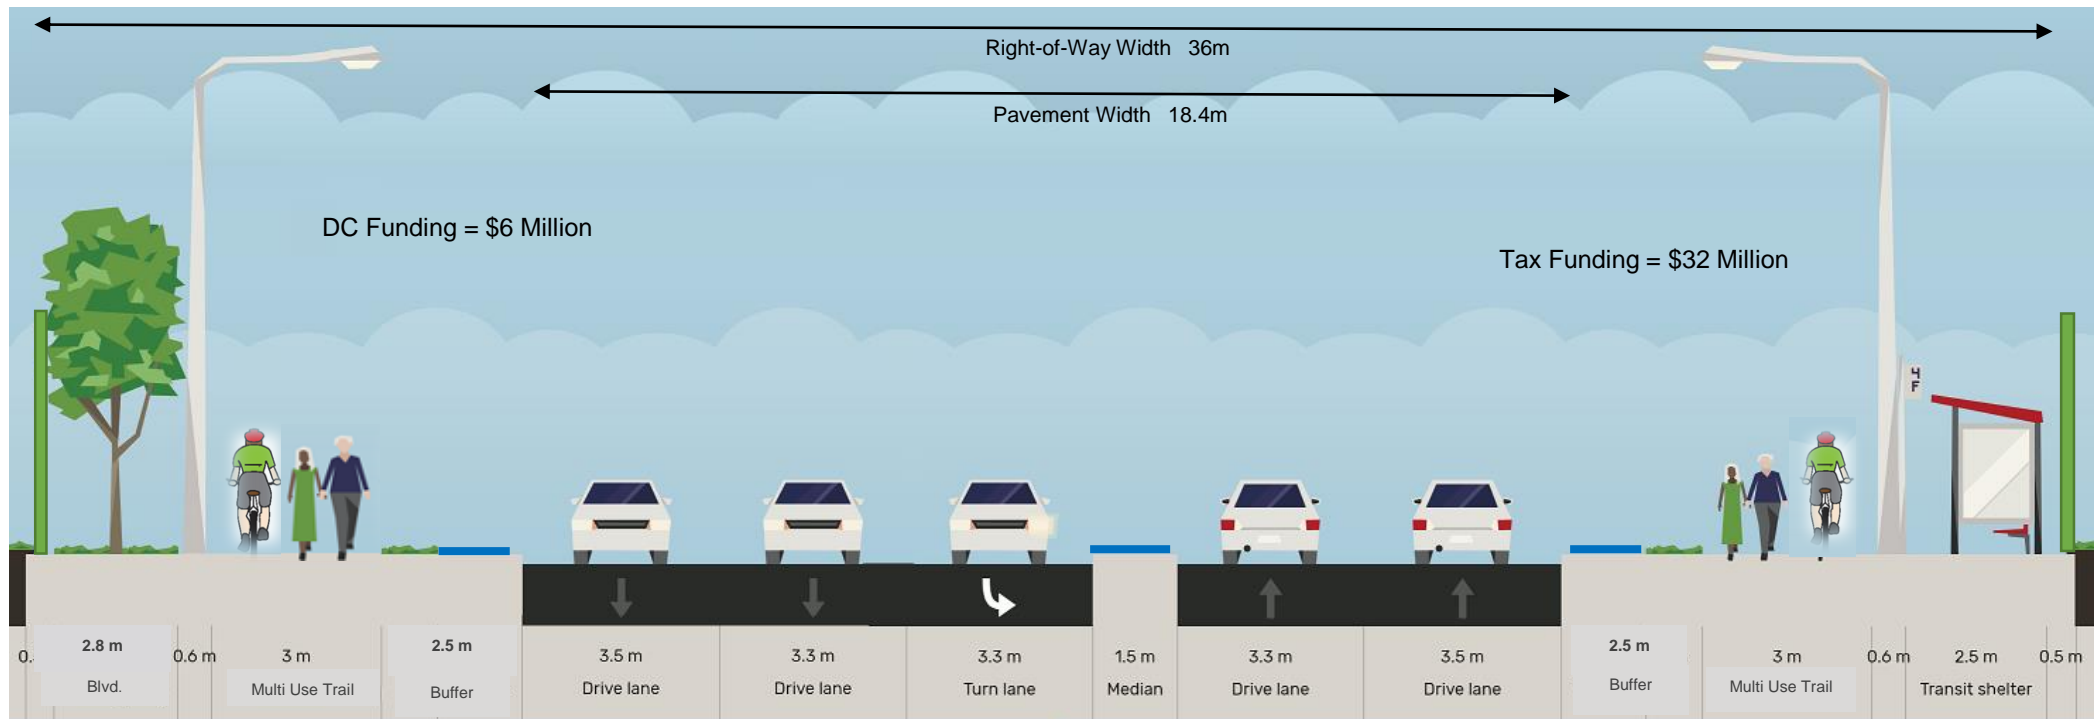 Right-of-Way Width 36m
Pavement Width 18.4m
DC Funding = $6 Million
Tax Funding = $32 Million
2.8 m
Blvd.
0.6 m
3 m
Multi Use Trail
2.5 m
Buffer
3.5 m
Drive lane
3.3 m
Drive lane
3.3 m
Turn lane
1.5 m
Median
3.3 m
Drive lane
3.5 m
Drive lane
2.5 m
Buffer
3 m
Multi Use Trail
0.6 m
2.5 m
Transit shelter
0.5 m